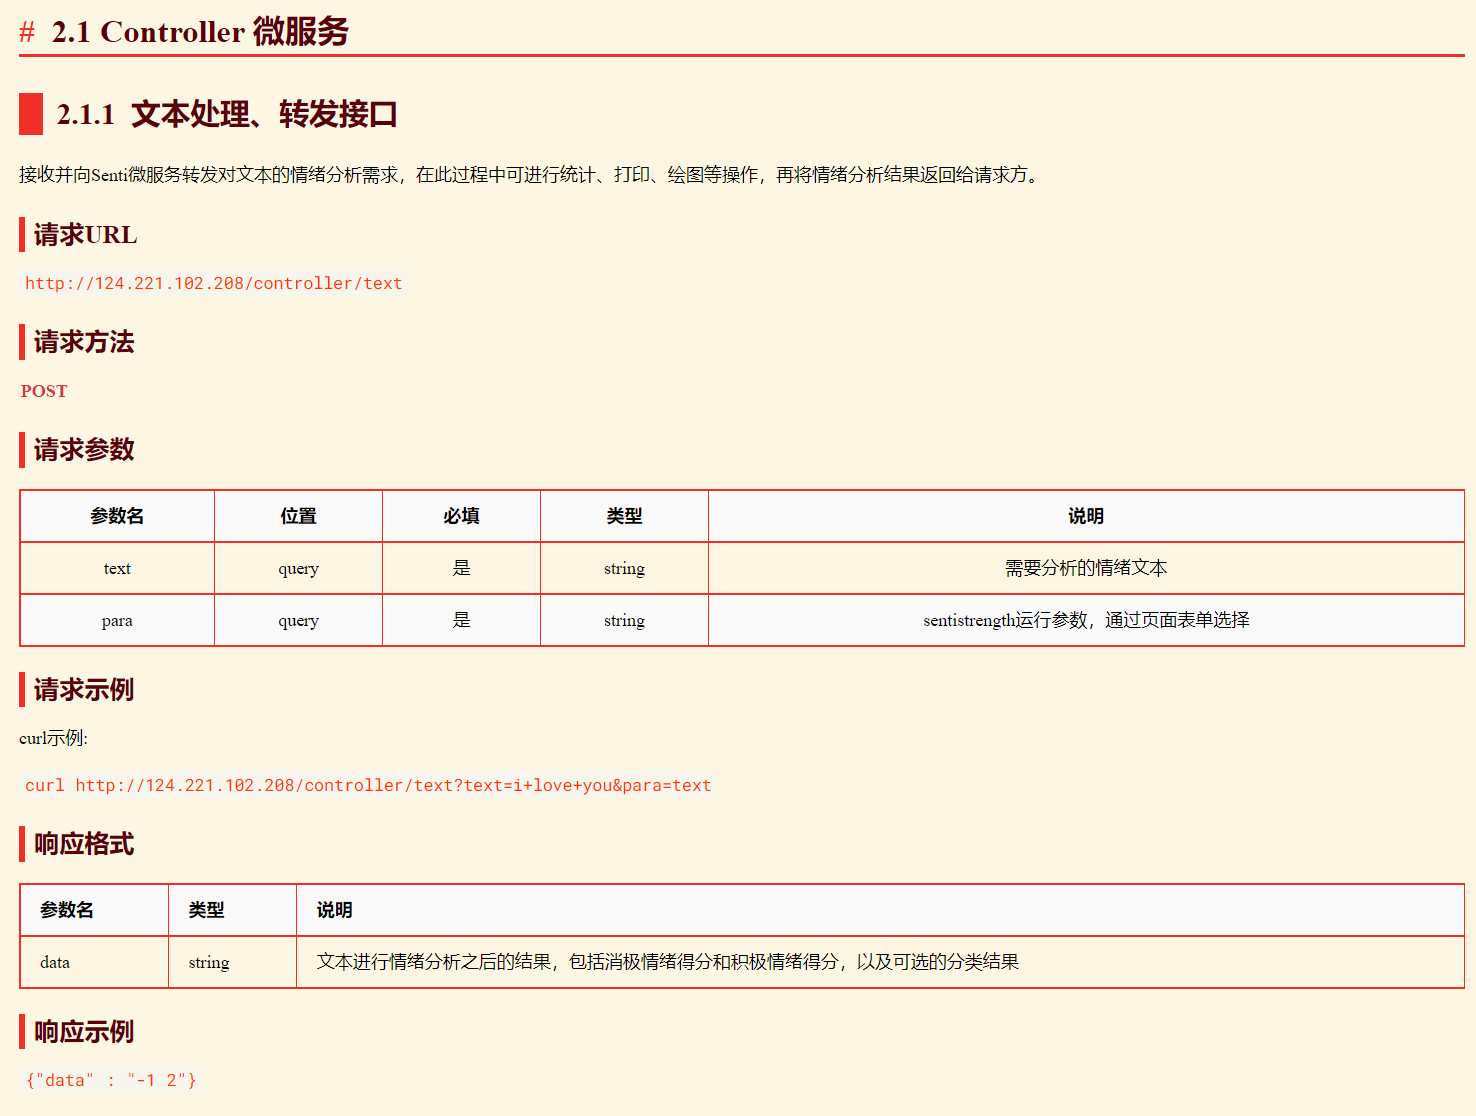 # 2.1 Controller 微服务
2.1.1 文本处理、转发接口
接收并向Senti微服务转发对文本的情绪分析需求，在此过程中可进行统计、打印、绘图等操作，再将情绪分析结果返回给请求方。
请求URL
http://124.221.102.208/controller/text
请求方法
POST
请求参数
参数名 位置 必填 类型 说明
text query 是 string 需要分析的情绪文本
para query 是 string sentistrength运行参数，通过页面表单选择
请求示例
curl示例:
curl http://124.221.102.208/controller/text?text=i+love+you&para=text
响应格式
参数名 类型 说明
data string 文本进行情绪分析之后的结果，包括消极情绪得分和积极情绪得分，以及可选的分类结果
响应示例
{"data" : "-1 2"}